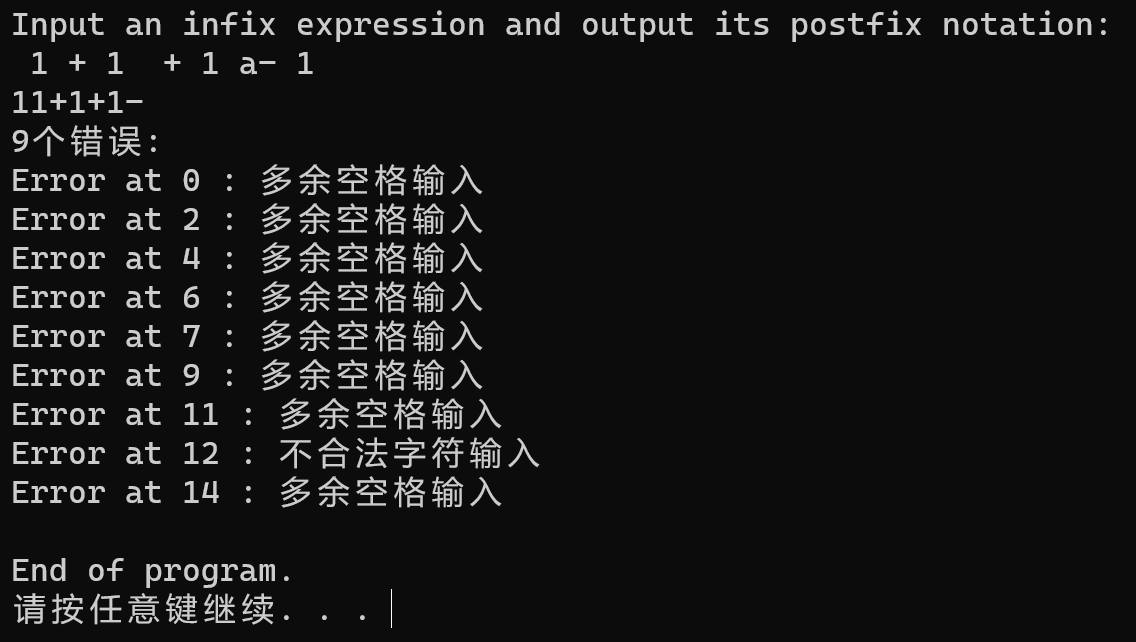 Input an infix expression and output its postfix notation:
 1 + 1  + 1 a- 1
11+1+1-
9个错误:
Error at 0 : 多余空格输入
Error at 2 : 多余空格输入
Error at 4 : 多余空格输入
Error at 6 : 多余空格输入
Error at 7 : 多余空格输入
Error at 9 : 多余空格输入
Error at 11 : 多余空格输入
Error at 12 : 不合法字符输入
Error at 14 : 多余空格输入
End of program.
请按任意键继续. . .